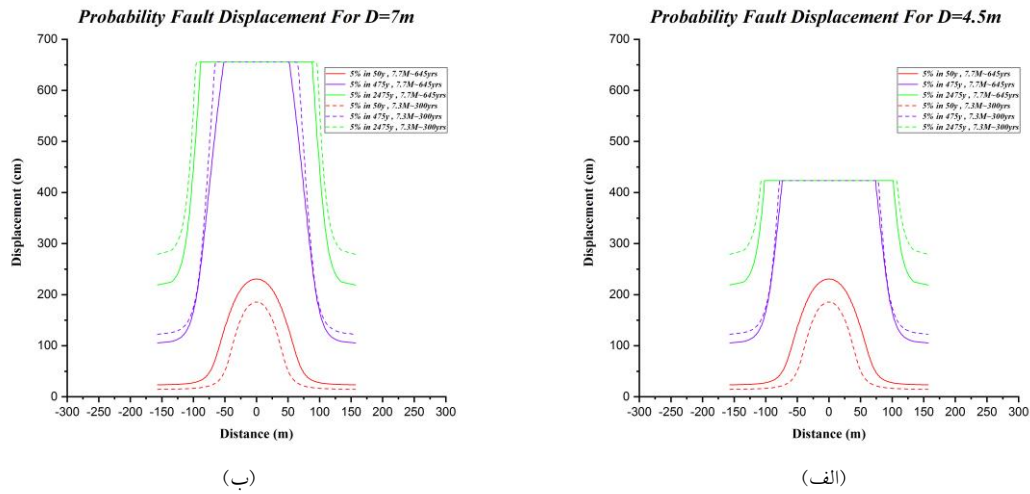 Probability Fault Displacement For D=7m
700
600
500
400
300
200
100
0
Displacement (cm)
5% in 50y , 7.7M~645yrs
5% in 475y , 7.7M~645yrs
5% in 2475y , 7.7M~645yrs
5% in 50y , 7.3M~300yrs
5% in 475y , 7.3M~300yrs
5% in 2475y , 7.3M~300yrs
-300 -250 -200 -150 -100 -50 0 50 100 150 200 250 300
Distance (m)
(ب)
Probability Fault Displacement For D=4.5m
700
600
500
400
300
200
100
0
Displacement (cm)
5% in 50y , 7.7M~645yrs
5% in 475y , 7.7M~645yrs
5% in 2475y , 7.7M~645yrs
5% in 50y , 7.3M~300yrs
5% in 475y , 7.3M~300yrs
5% in 2475y , 7.3M~300yrs
-300 -250 -200 -150 -100 -50 0 50 100 150 200 250 300
Distance (m)
(الف)